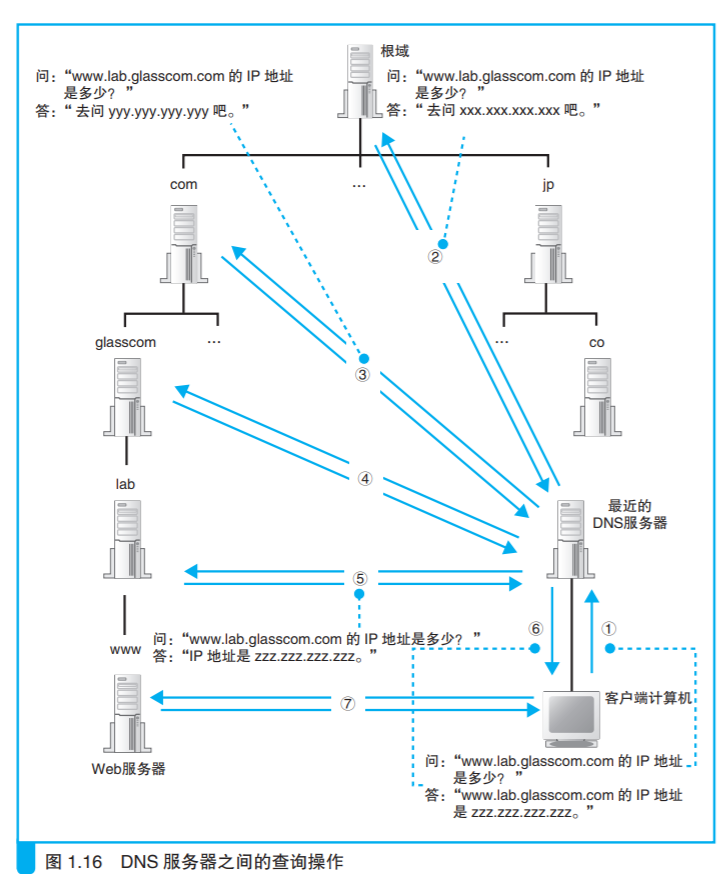 根域
问：“www.lab.glasscom.com 的 IP 地址
是多少？ ”
答：“ 去问 yyy.yyy.yyy.yyy 吧。”
问：“www.lab.glasscom.com 的 IP 地址
是多少？ ”
答：“ 去问 xxx.xxx.xxx.xxx 吧。”
com
...
jp
②
glasscom
...
...
co
③
④
lab
最近的
DNS服务器
⑤
www
问：“www.lab.glasscom.com 的 IP 地址是多少？ ”
答：“IP 地址是 zzz.zzz.zzz.zzz。”
⑥
①
⑦
客户端计算机
Web服务器
问：“www.lab.glasscom.com 的 IP 地址
是多少？ ”
答：“www.lab.glasscom.com 的 IP 地址
是 zzz.zzz.zzz.zzz。”
图 1.16 DNS 服务器之间的查询操作